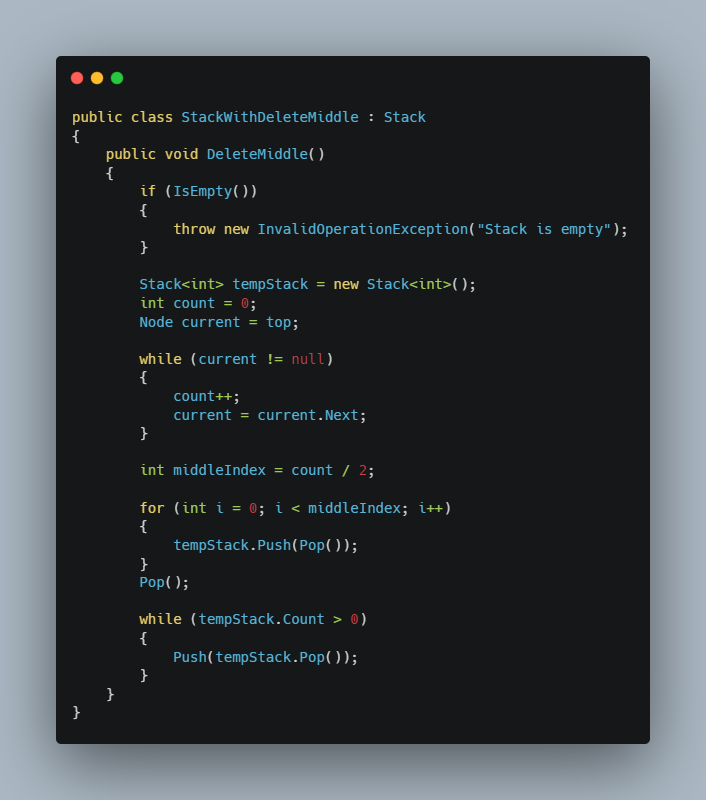 public class StackWithDeleteMiddle : Stack
{
    public void DeleteMiddle()
    {
        if (IsEmpty())
        {
            throw new InvalidOperationException("Stack is empty");
        }

        Stack<int> tempStack = new Stack<int>();
        int count = 0;
        Node current = top;

        while (current != null)
        {
            count++;
            current = current.Next;
        }

        int middleIndex = count / 2;

        for (int i = 0; i < middleIndex; i++)
        {
            tempStack.Push(Pop());
        }
        Pop();

        while (tempStack.Count > 0)
        {
            Push(tempStack.Pop());
        }
    }
}